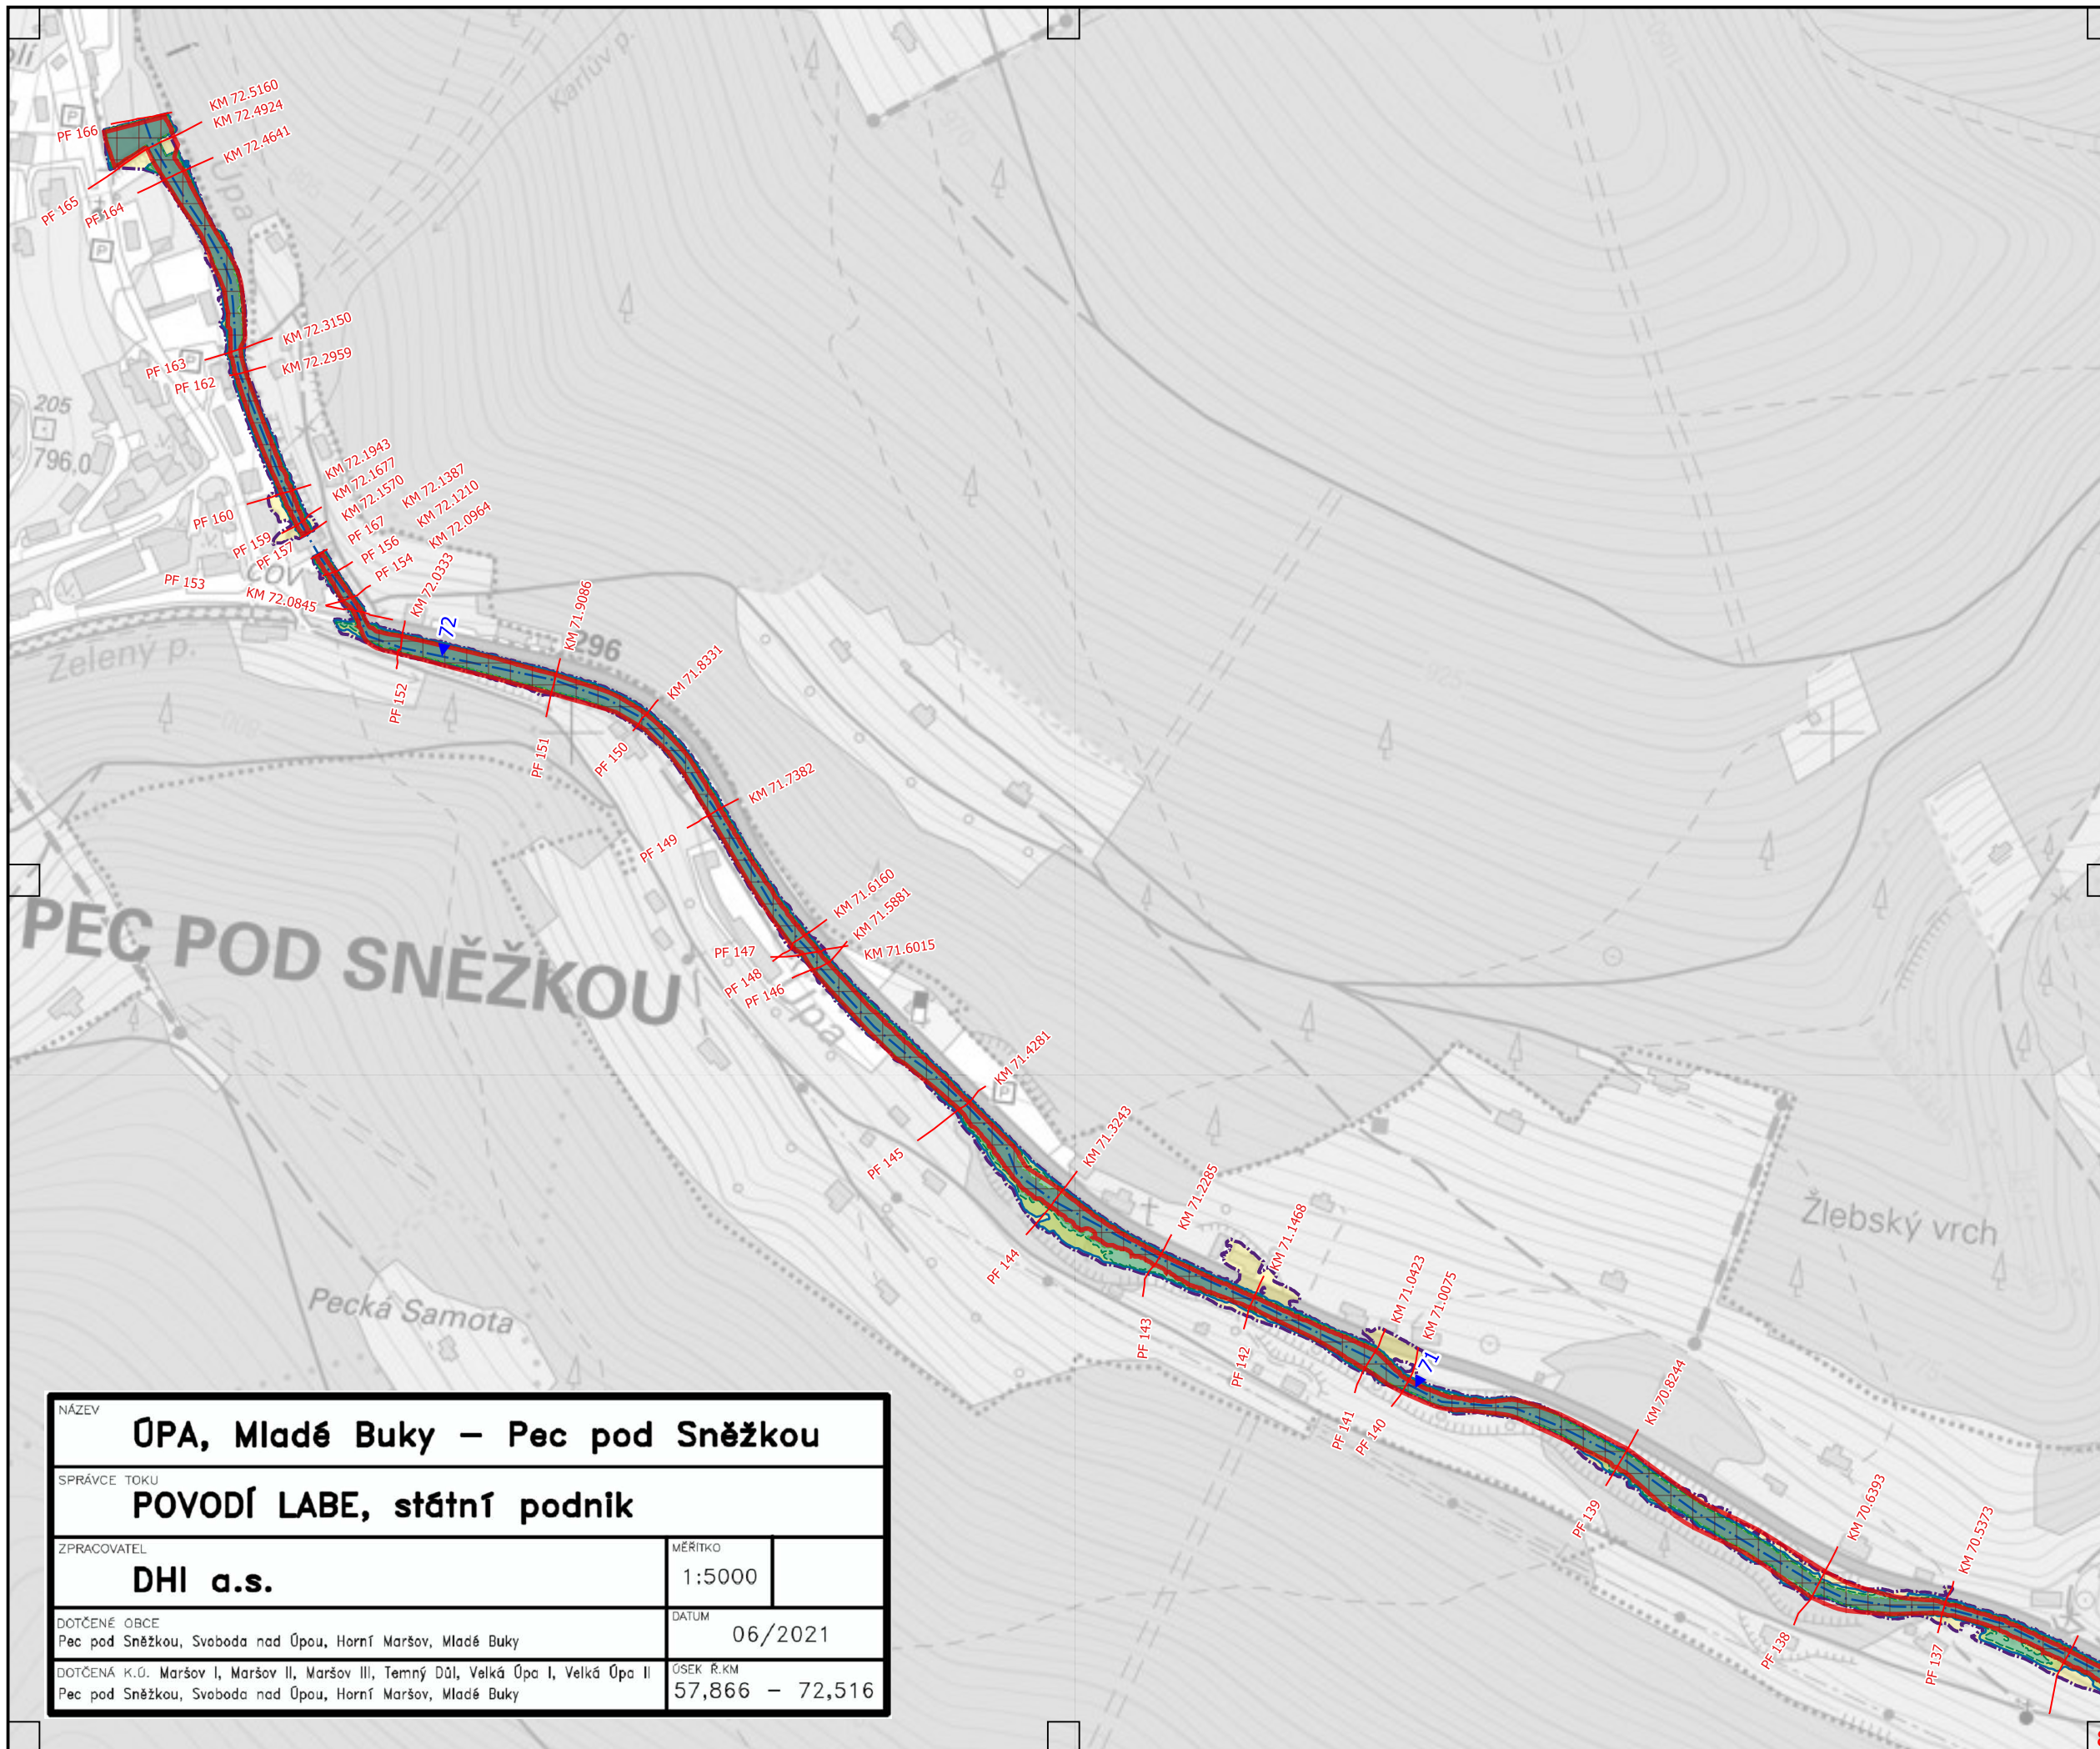 Karlův p.
P
KM 72.5160
KM 72.4924
PF 166
KM 72.4641
Úpa
PF 165
PF 164
P
KM 72.3150
PF 163
P
KM 72.2959
PF 162
205
796,0
KM 72.1943
KM 72.1677
KM 72.1570
KM 72.1387
KM 72.1210
KM 72.0964
PF 160
PF 159
PF 157
PF 167
PF 156
PF 154
ČOV
PF 153
KM 72.0845
KM 72.0333
72
KM 71.9086
296
Zelený p.
KM 71.8331
PF 152
PF 151
PF 150
KM 71.7382
PF 149
KM 71.6160
KM 71.5881
KM 71.6015
PEC POD SNĚŽKOU
PF 147
PF 148
PF 146
Úpa
KM 71.4281
P
PF 145
KM 71.3243
KM 71.2285
KM 71.1468
PF 144
PF 143
PF 142
Žlebský vrch
KM 71.0423
KM 71.0075
71
Pecká Samota
PF 141
PF 140
KM 70.8244
PF 139
KM 70.6393
KM 70.5373
PF 138
PF 137
NÁZEV
ÚPA, Mladé Buky – Pec pod Sněžkou
SPRÁVCE TOKU
POVODÍ LABE, státní podnik
ZPRACOVATEL
DHI a.s.
MĚŘÍTKO
1:5000
DOTČENÉ OBCE
Pec pod Sněžkou, Svoboda nad Úpou, Horní Maršov, Mladé Buky
DATUM
06/2021
DOTČENÁ K.Ú. Maršov I, Maršov II, Maršov III, Temný Důl, Velká Úpa I, Velká Úpa II
Pec pod Sněžkou, Svoboda nad Úpou, Horní Maršov, Mladé Buky
ÚSEK Ř.KM
57,866 – 72,516